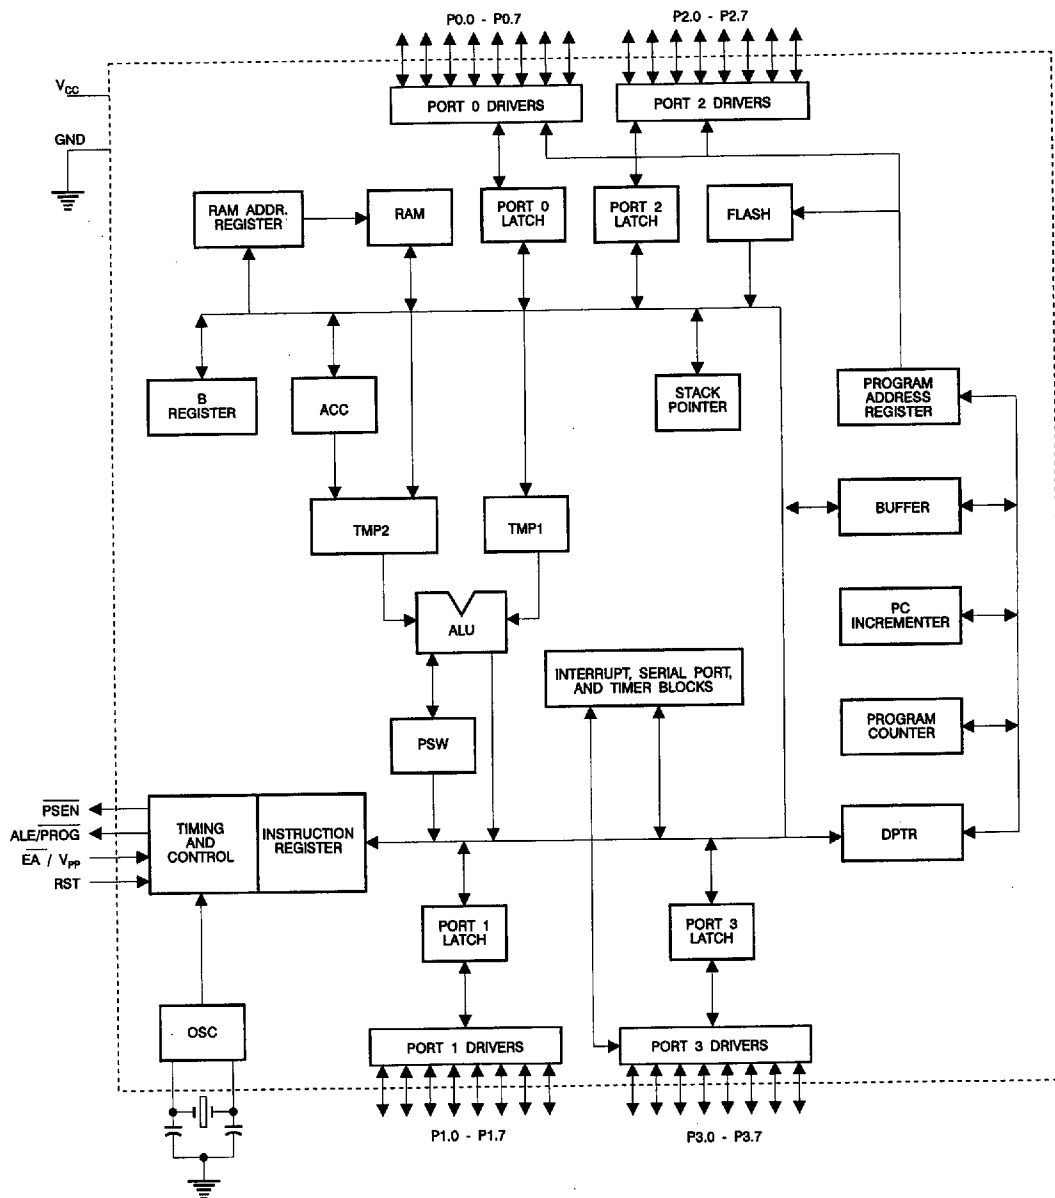 P0.0 - P0.7
P2.0 - P2.7
VCC
PORT 0 DRIVERS
PORT 2 DRIVERS
GND
RAM ADDR.
REGISTER
RAM
PORT 0
LATCH
PORT 2
LATCH
FLASH
B
REGISTER
ACC
STACK
POINTER
PROGRAM
ADDRESS
REGISTER
TMP2
TMP1
BUFFER
ALU
PC
INCREMENTER
INTERRUPT, SERIAL PORT,
AND TIMER BLOCKS
PSW
PROGRAM
COUNTER
PSEN
ALE/PROG
EA / VPP
RST
TIMING
AND
CONTROL
INSTRUCTION
REGISTER
DPTR
PORT 1
LATCH
PORT 3
LATCH
OSC
PORT 1 DRIVERS
PORT 3 DRIVERS
P1.0 - P1.7
P3.0 - P3.7